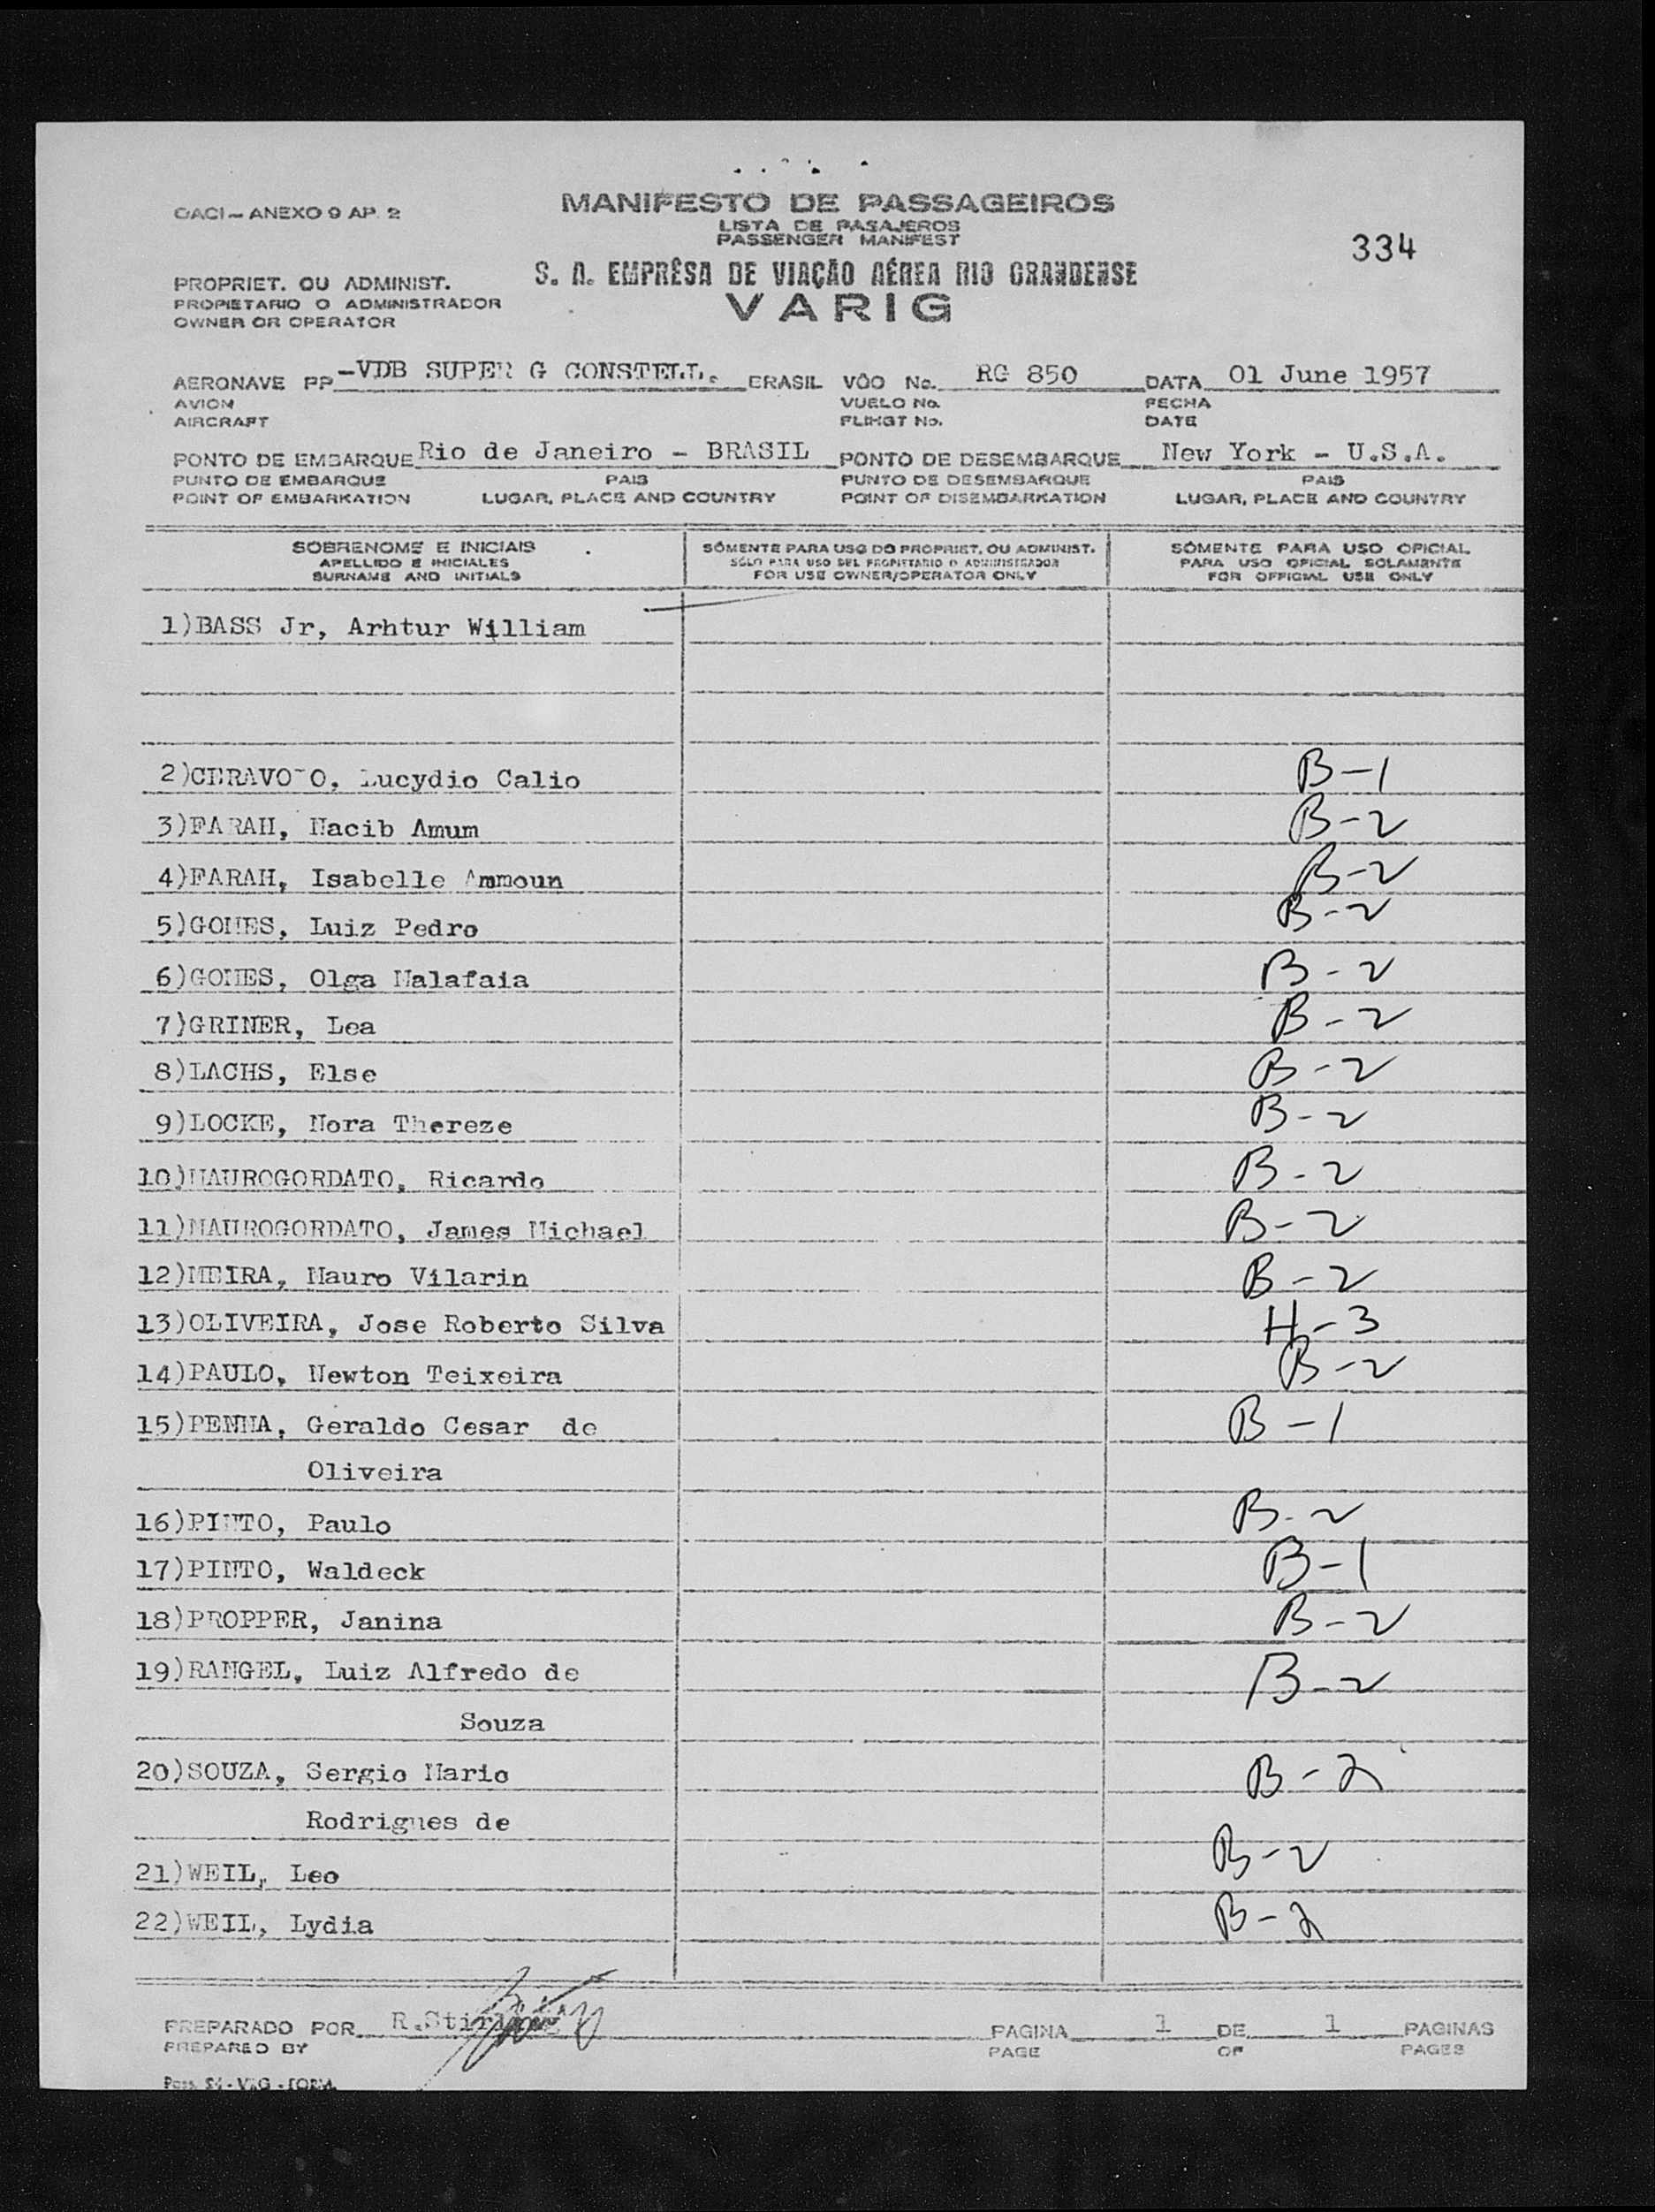 OACI - ANEXO 9 AP. 2
MANIFESTO DE PASSAGEIROS
LISTA DE PASAJEROS
PASSENGER MANIFEST
334
PROPRIET. OU ADMINIST.
PROPIETARIO O ADMINISTRADOR
OWNER OR OPERATOR
S. A. EMPRÊSA DE VIAÇÃO AÉREA RIO GRANDENSE
VARIG
AERONAVE PP -VDB SUPER G CONSTELL. BRASIL VÔO No. RG 850 DATA 01 June 1957
AVION VUELO No. FECHA
AIRCRAFT FLIHGT No. DATE
PONTO DE EMBARQUE Rio de Janeiro - BRASIL PONTO DE DESEMBARQUE New York - U.S.A.
PUNTO DE EMBARQUE PAIS PUNTO DE DESEMBARQUE PAIS
POINT OF EMBARKATION LUGAR, PLACE AND COUNTRY POINT OF DISEMBARKATION LUGAR, PLACE AND COUNTRY
SOBRENOME E INICIAIS
APELLIDO E INICIALES
SURNAME AND INITIALS
SÓMENTE PARA USO DO PROPRIET. OU ADMINIST.
SOLO PARA USO DEL PROPIETARIO O ADMINISTRADOR
FOR USE OWNER/OPERATOR ONLY
SÓMENTE PARA USO OFICIAL
PARA USO OFICIAL SOLAMENTE
FOR OFFICIAL USE ONLY
1)BASS Jr, Arhtur William
2)CERAVOLO, Lucydio Calio B-1
3)FARAH, Nacib Amum B-2
4)FARAH, Isabelle Ammoun B-2
5)GOMES, Luiz Pedro B-2
6)GOMES, Olga Malafaia B-2
7)GRINER, Lea B-2
8)LACHS, Else B-2
9)LOCKE, Nora Thereze B-2
10)MAUROGORDATO, Ricardo B-2
11)MAUROGORDATO, James Michael B-2
12)MEIRA, Mauro Vilarin B-2
13)OLIVEIRA, Jose Roberto Silva H-3
14)PAULO, Newton Teixeira B-2
15)PENHA, Geraldo Cesar de B-1
Oliveira
16)PINTO, Paulo B-2
17)PINTO, Waldeck B-1
18)PROPPER, Janina B-2
19)RANGEL, Luiz Alfredo de B-2
Souza
20)SOUZA, Sergio Mario B-2
Rodrigues de
21)WEIL, Leo B-2
22)WEIL, Lydia B-2
PREPARADO POR PAGINA 1 DE 1 PAGINAS
PREPARED BY PAGE OF PAGES